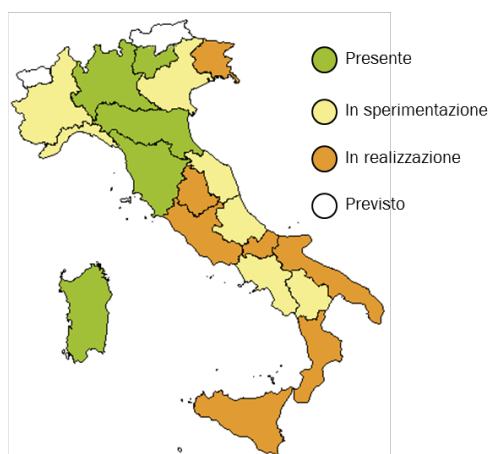 Presente
In sperimentazione
In realizzazione
Previsto